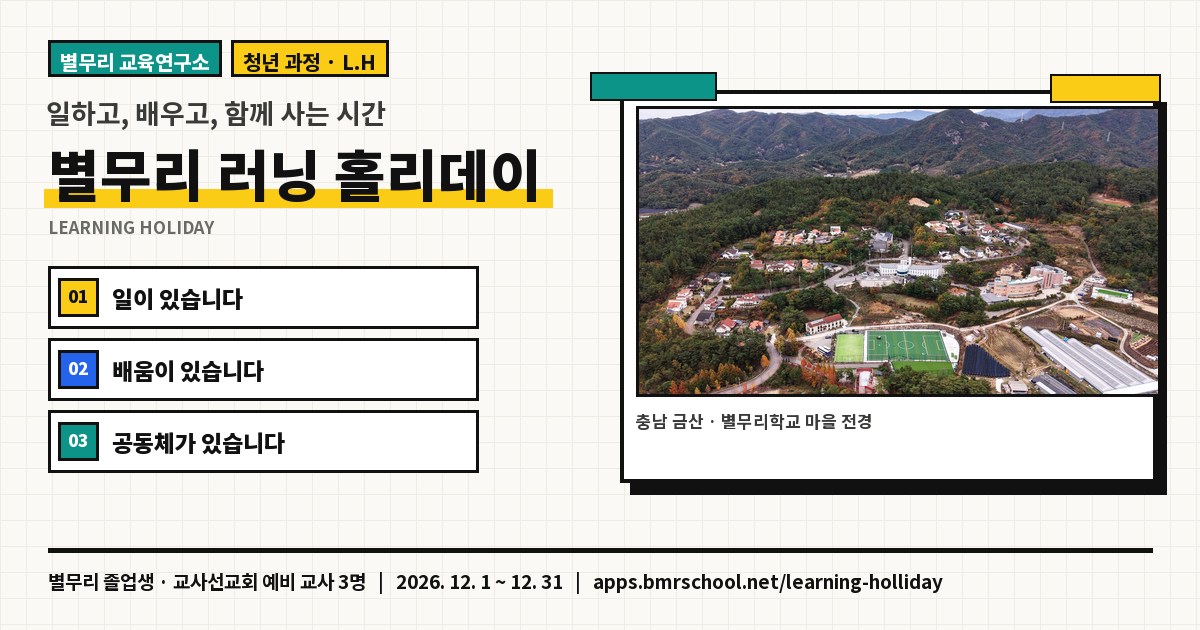 별무리 교육연구소
청년 과정 · L.H
일하고, 배우고, 함께 사는 시간
별무리 러닝 홀리데이
LEARNING HOLIDAY
01 일이 있습니다
02 배움이 있습니다
03 공동체가 있습니다
충남 금산 · 별무리학교 마을 전경
별무리 졸업생 · 교사선교회 예비 교사 3명 | 2026. 12. 1 ~ 12. 31 | apps.bmrschool.net/learning-holliday